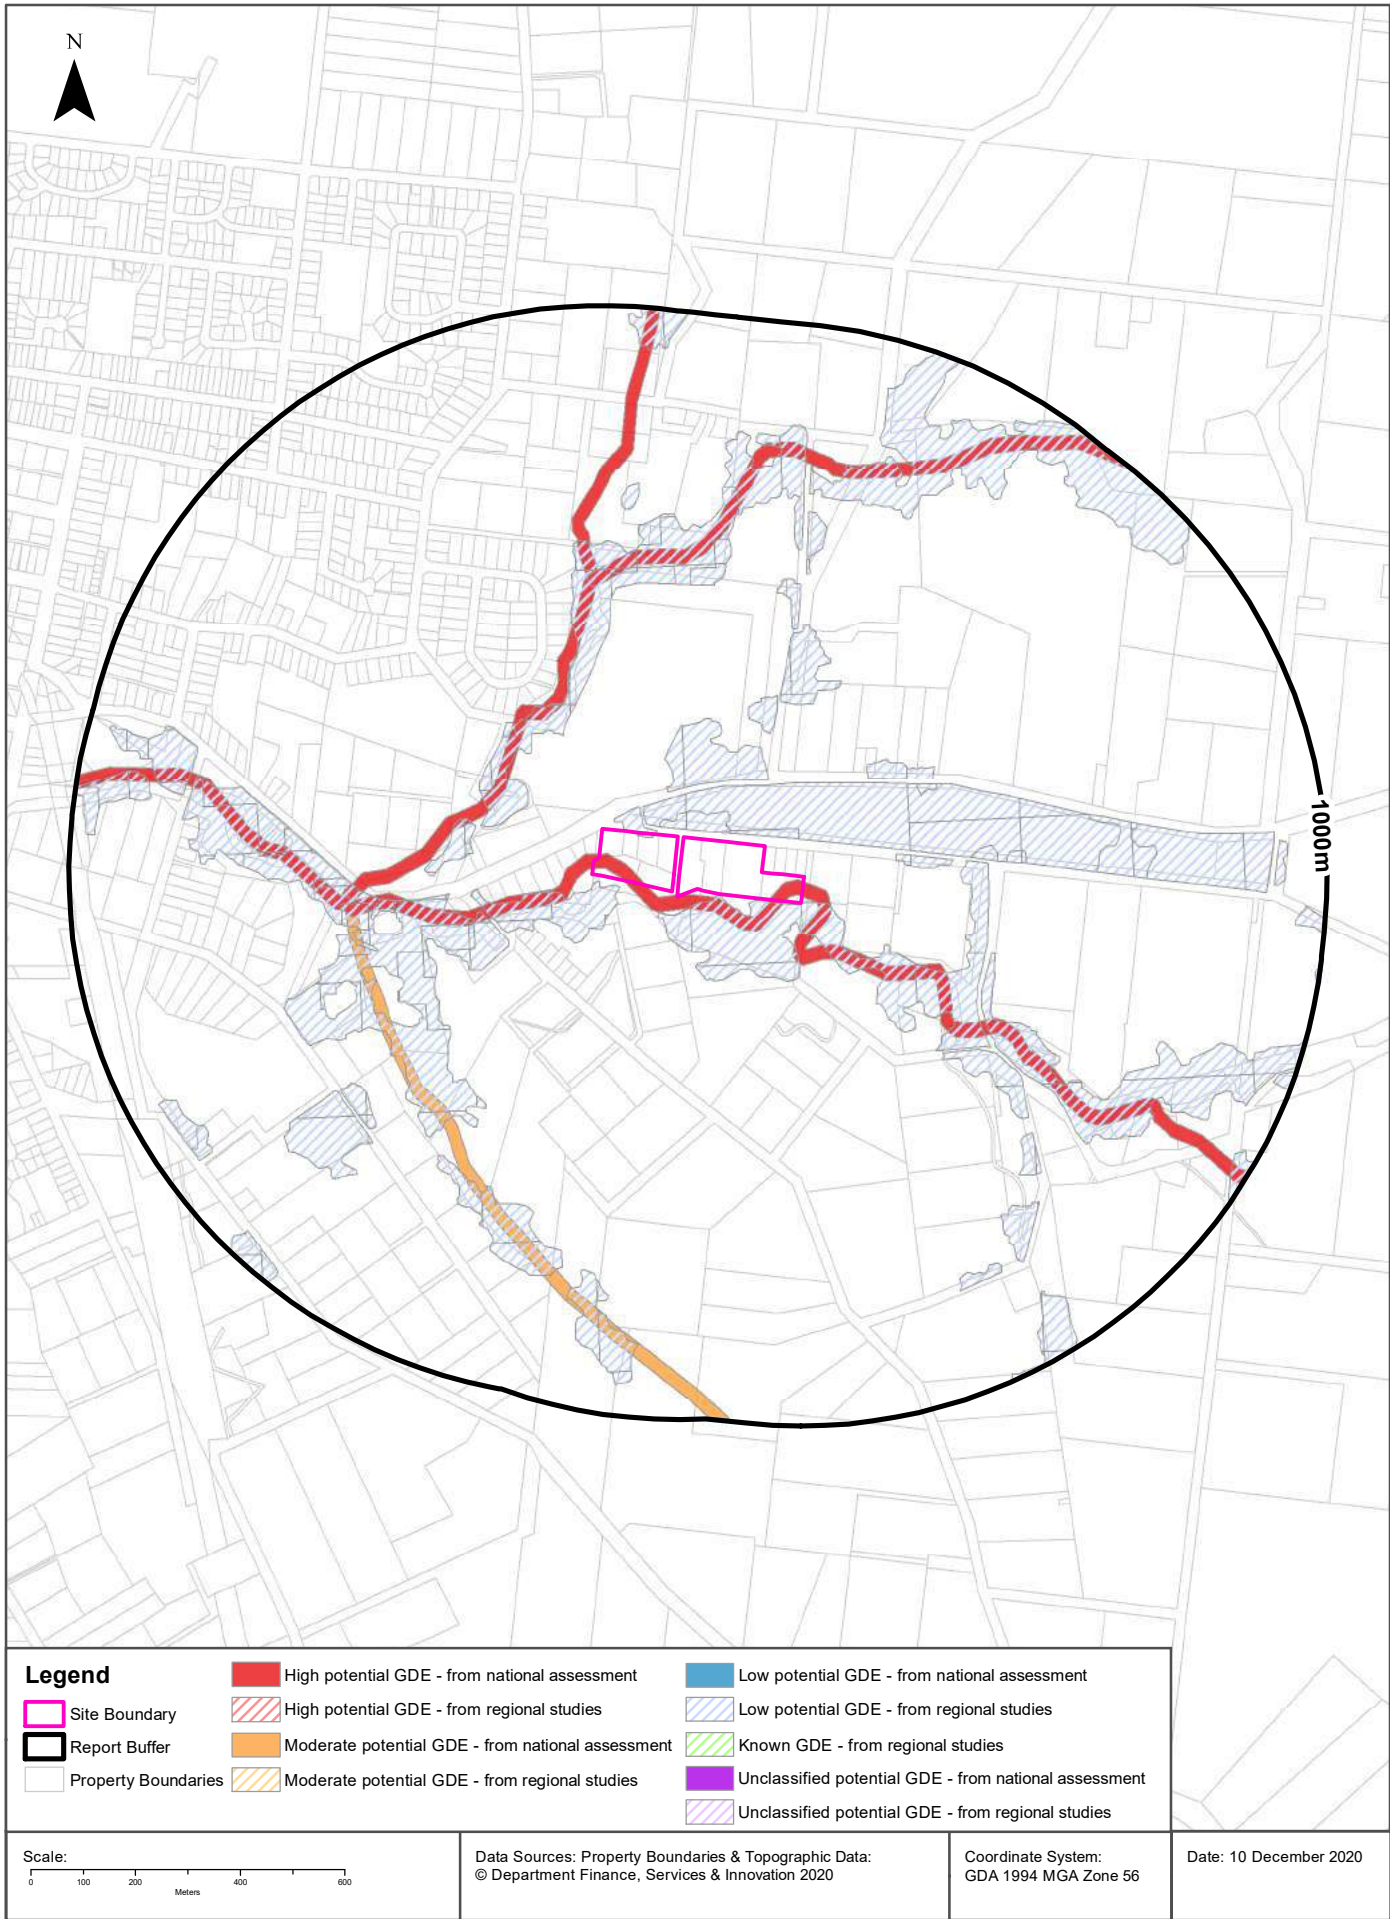 N
1000m
Legend
Site Boundary
Report Buffer
Property Boundaries
High potential GDE - from national assessment
High potential GDE - from regional studies
Moderate potential GDE - from national assessment
Moderate potential GDE - from regional studies
Low potential GDE - from national assessment
Low potential GDE - from regional studies
Known GDE - from regional studies
Unclassified potential GDE - from national assessment
Unclassified potential GDE - from regional studies
Scale:
0 100 200 400 600
Meters
Data Sources: Property Boundaries & Topographic Data:
© Department Finance, Services & Innovation 2020
Coordinate System:
GDA 1994 MGA Zone 56
Date: 10 December 2020